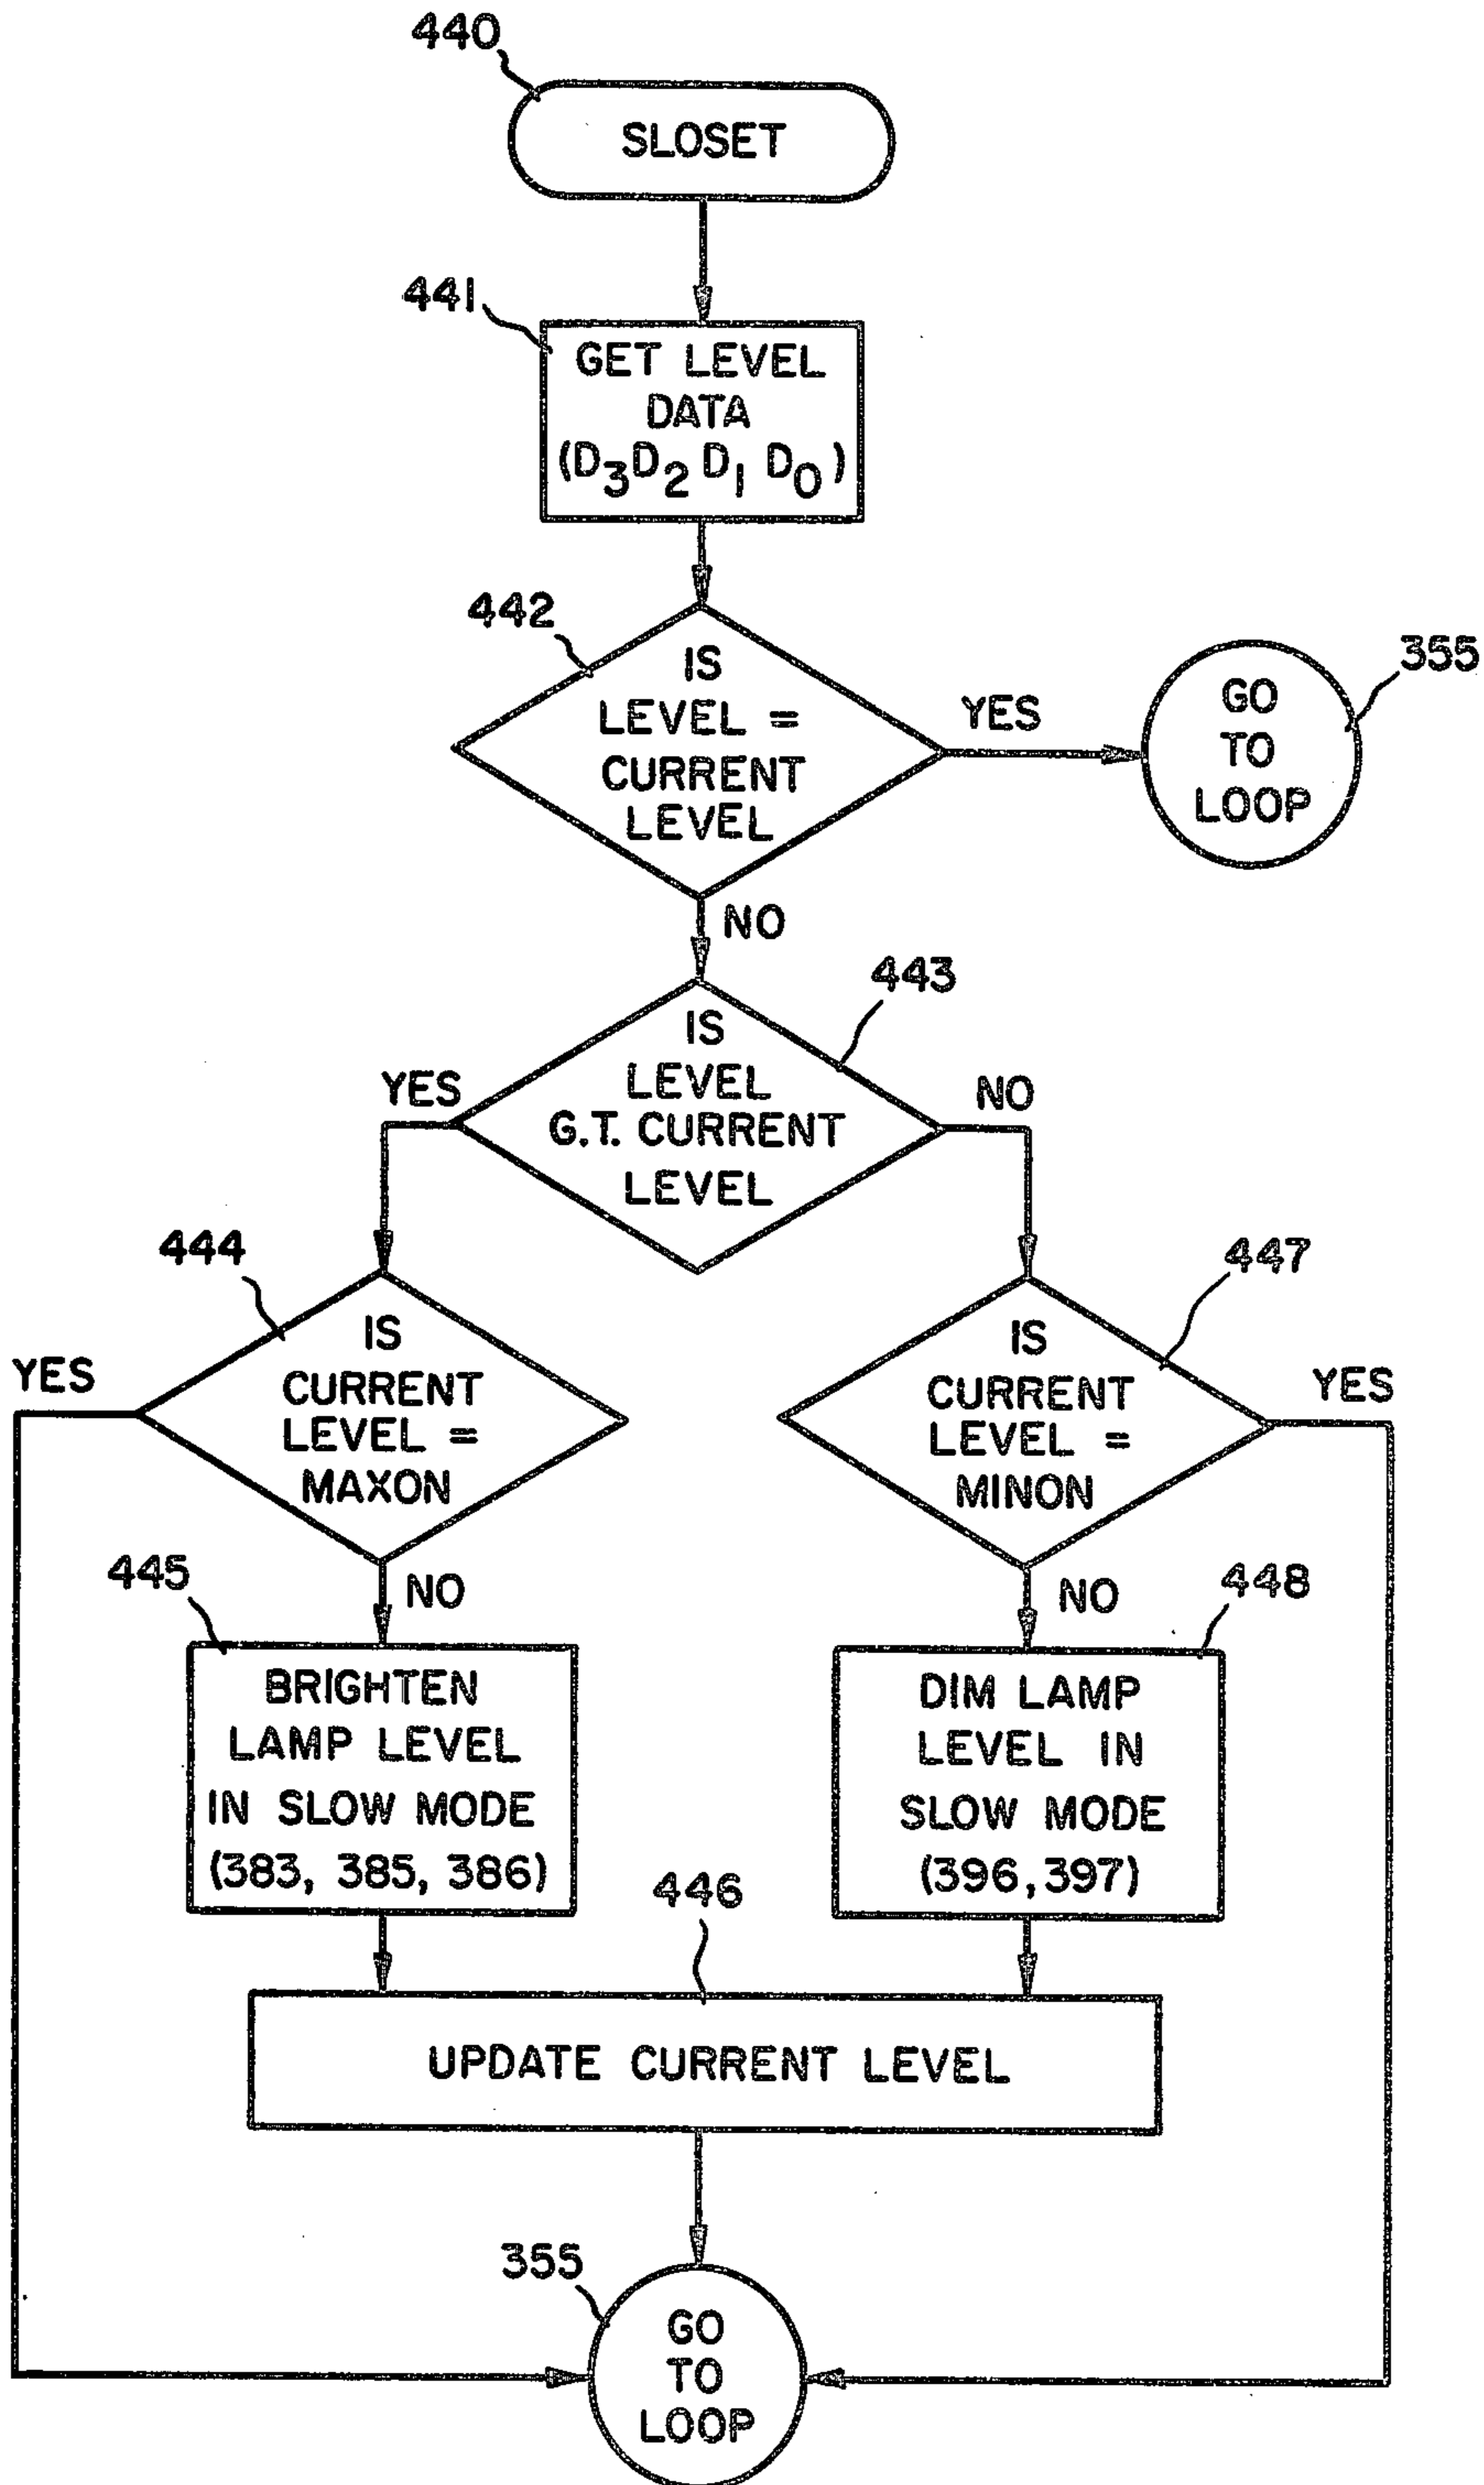 440
SLOSET
441
GET LEVEL
DATA
(D3D2 D1 D0)
442
IS
LEVEL =
CURRENT
LEVEL
YES
355
GO
TO
LOOP
NO
443
IS
LEVEL
G.T. CURRENT
LEVEL
YES
NO
444
IS
CURRENT
LEVEL =
MAXON
YES
447
IS
CURRENT
LEVEL =
MINON
YES
445
NO
BRIGHTEN
LAMP LEVEL
IN SLOW MODE
(383, 385, 386)
NO
448
DIM LAMP
LEVEL IN
SLOW MODE
(396, 397)
446
UPDATE CURRENT LEVEL
355
GO
TO
LOOP